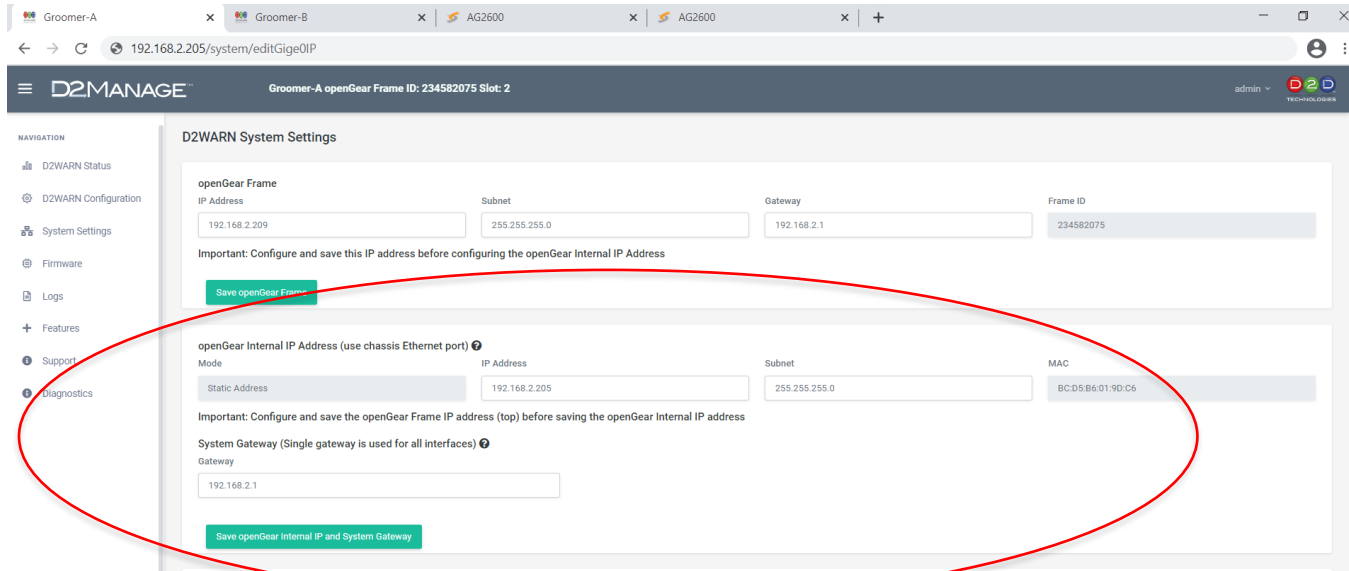 Groomer-A Groomer-B AG2600 AG2600
192.168.2.205/system/editGige0IP
D2MANAGE™ Groomer-A openGear Frame ID: 234582075 Slot: 2 admin D2D
TECHNOLOGIES
NAVIGATION
D2WARN Status
D2WARN Configuration
System Settings
Firmware
Logs
Features
Support
Diagnostics
D2WARN System Settings
openGear Frame
IP Address Subnet Gateway Frame ID
192.168.2.209 255.255.255.0 192.168.2.1 234582075
Important: Configure and save this IP address before configuring the openGear Internal IP Address
Save openGear Frame
openGear Internal IP Address (use chassis Ethernet port)
Mode IP Address Subnet MAC
Static Address 192.168.2.205 255.255.255.0 BC:D5:B6:01:9D:C6
Important: Configure and save the openGear Frame IP address (top) before saving the openGear Internal IP address
System Gateway (Single gateway is used for all interfaces)
Gateway
192.168.2.1
Save openGear Internal IP and System Gateway